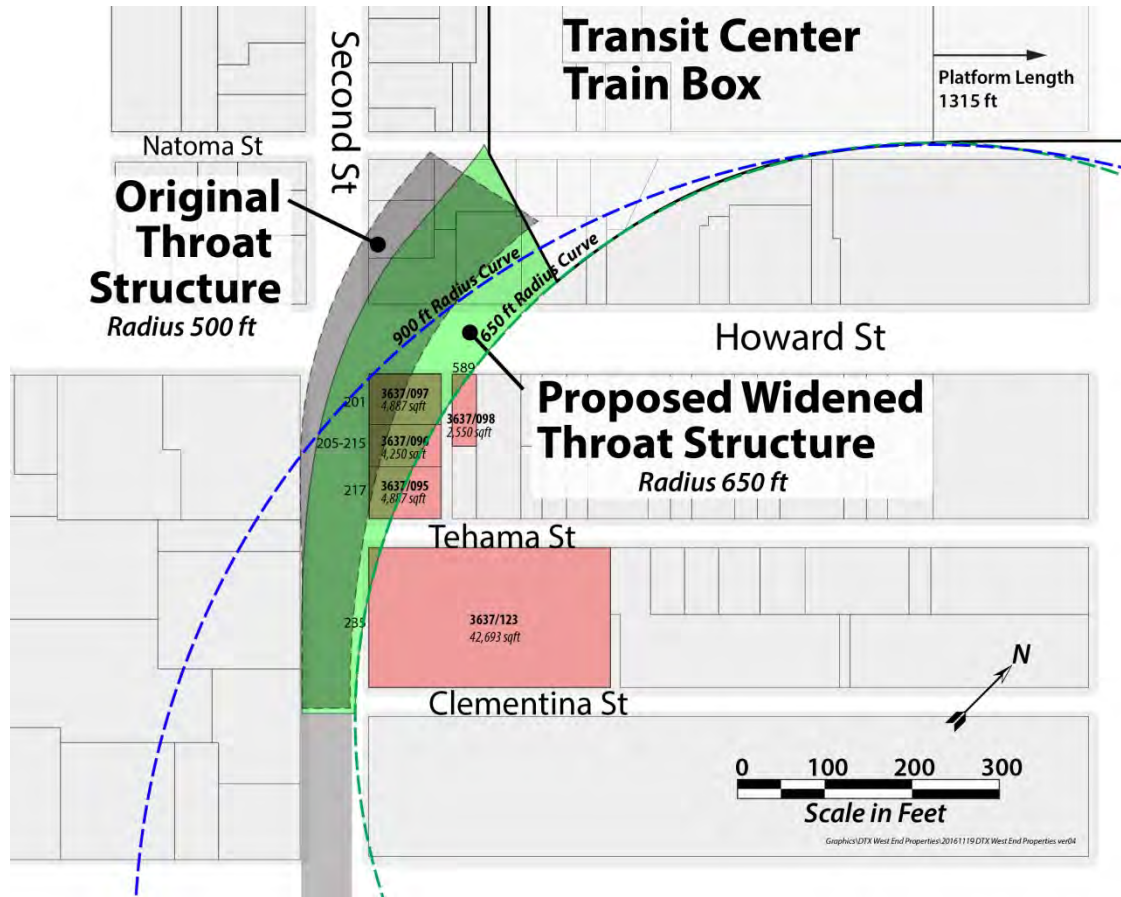 Transit Center
Train Box
Platform Length
1315 ft
Second St
Natoma St
Original
Throat
Structure
Radius 500 ft
900 ft Radius Curve
650 ft Radius Curve
Howard St
589
Proposed Widened
Throat Structure
Radius 650 ft
201
3637/097
4,887 sqft
3637/098
2,550 sqft
205-215
3637/096
4,250 sqft
217
3637/095
4,887 sqft
Tehama St
235
3637/123
42,693 sqft
Clementina St
N
0 100 200 300
Scale in Feet
Graphics\DTX West End Properties\20161119 DTX West End Properties ver04